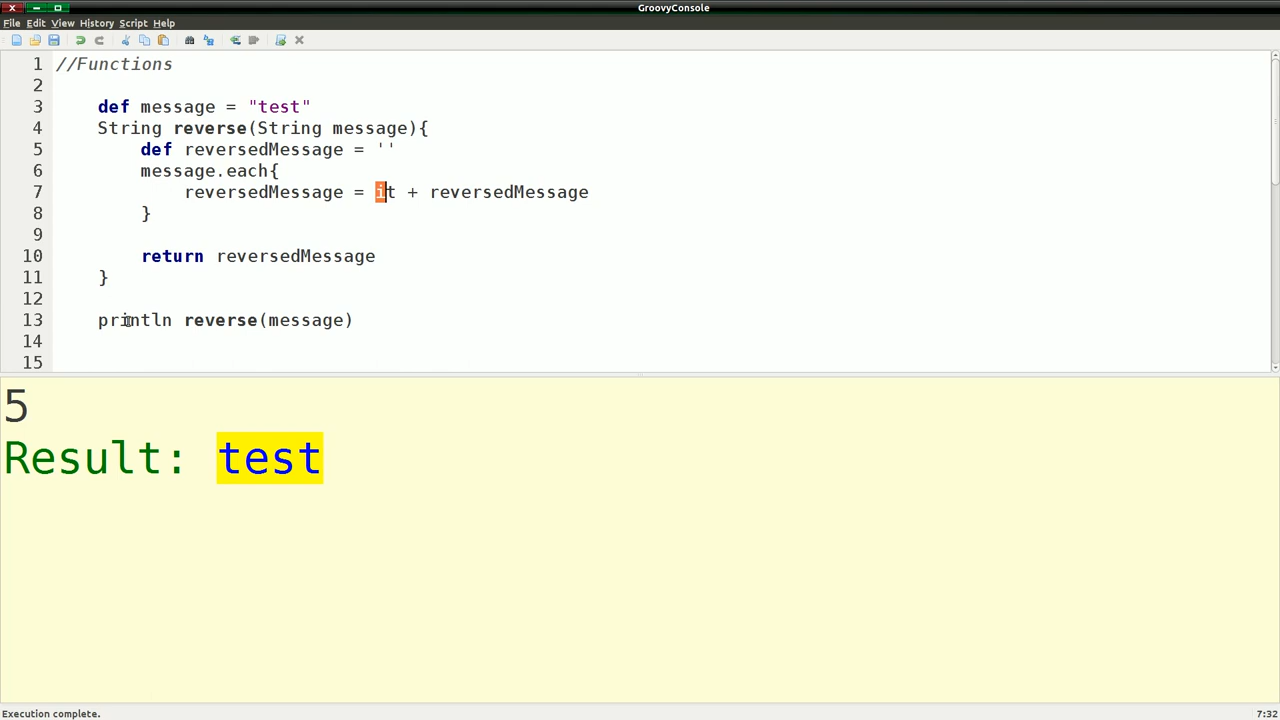 GroovyConsole
File Edit View History Script Help
1 //Functions
2
3 def message = "test"
4 String reverse(String message){
5 def reversedMessage = ''
6 message.each{
7 reversedMessage = it + reversedMessage
8 }
9
10 return reversedMessage
11 }
12
13 println reverse(message)
14
15
5
Result: test
Execution complete. 7:32